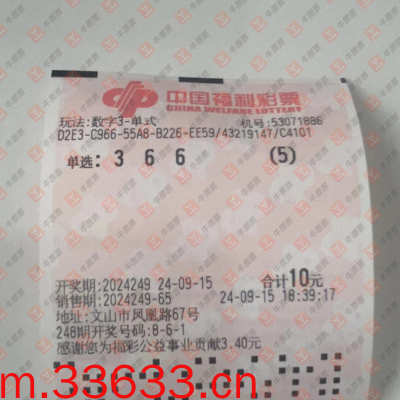 中国福利彩票
CHINA WELFARE LOTTERY
玩法:数字3-单式 机号:53071886
D2E3-C966-55A8-B226-EE59/43219147/C4101
单选: 3 6 6 (5)
开奖期:2024249 24-09-15 合计10元
销售期:2024249-65 24-09-15 18:39:17
地址:文山市凤凰路67号
248期开奖号码:8-6-1
感谢您为福彩公益事业贡献3.40元
m.33633.cn